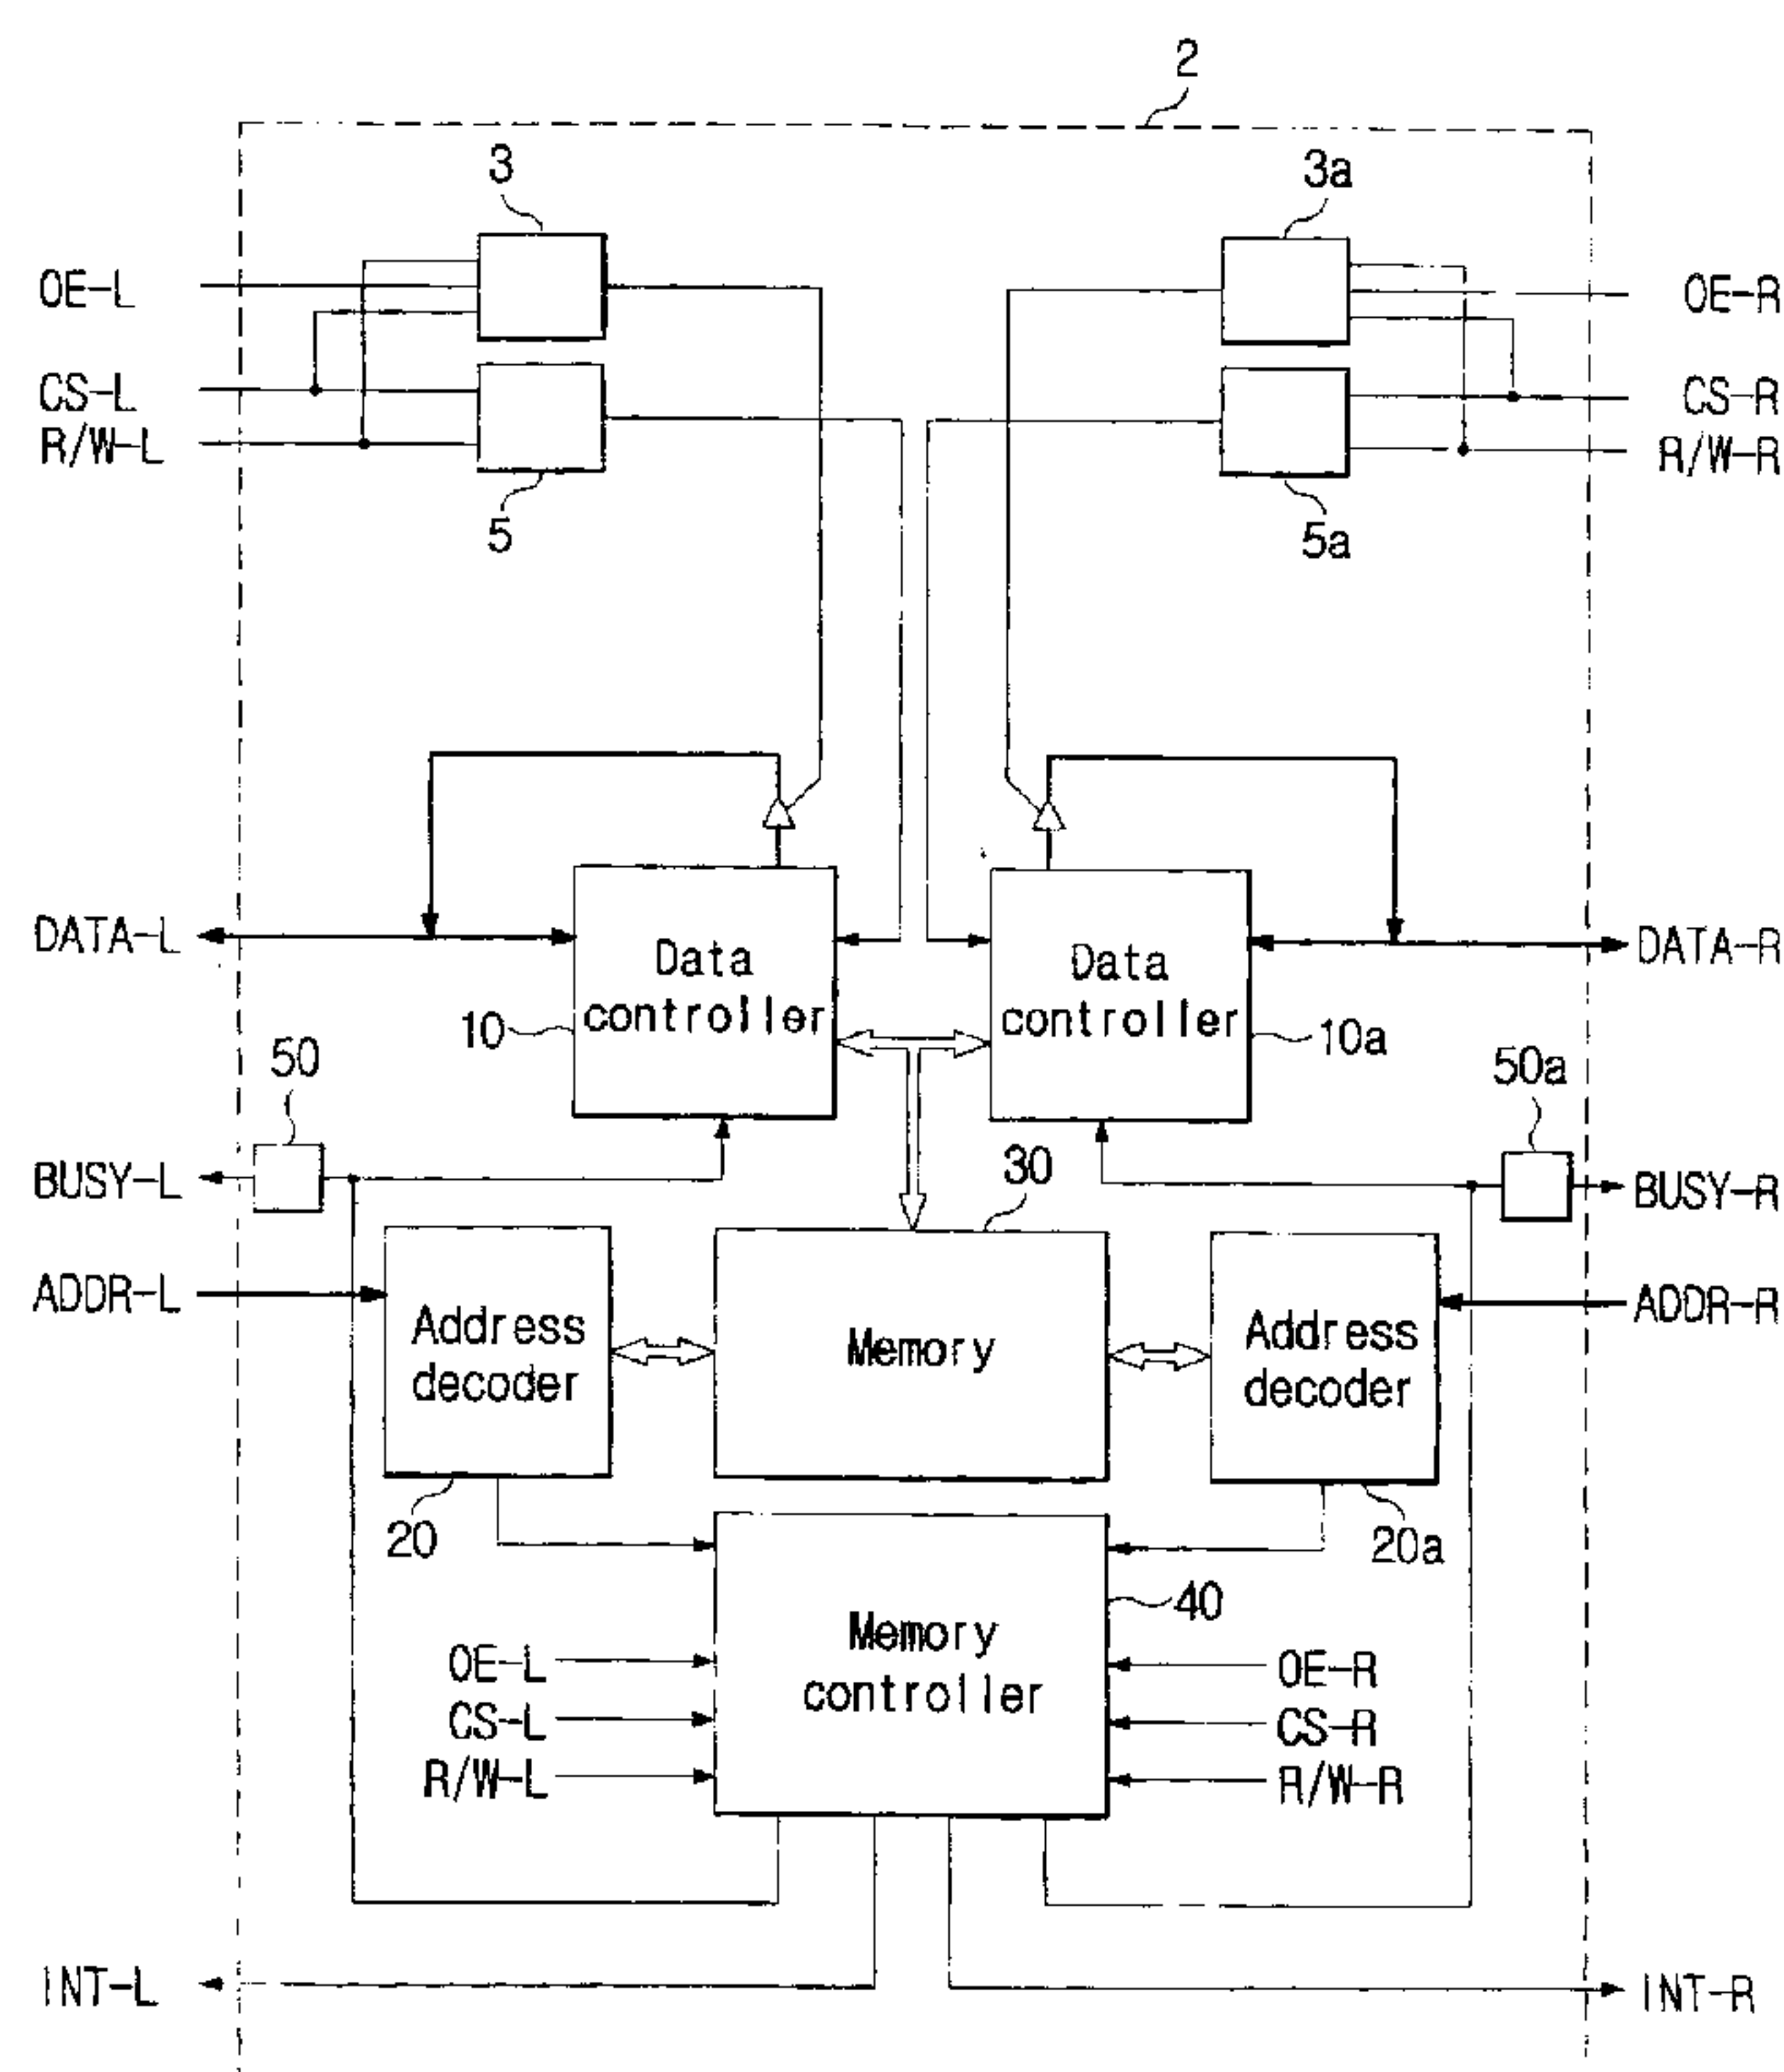 2
3
3a
OE-L
OE-R
CS-L
CS-R
R/W-L
R/W-R
5
5a
DATA-L
Data
controller
Data
controller
DATA-R
10
10a
50
50a
BUSY-L
30
BUSY-R
ADDR-L
Address
decoder
Memory
Address
decoder
ADDR-R
20
20a
40
Memory
controller
OE-L
OE-R
CS-L
CS-R
R/W-L
R/W-R
INT-L
INT-R